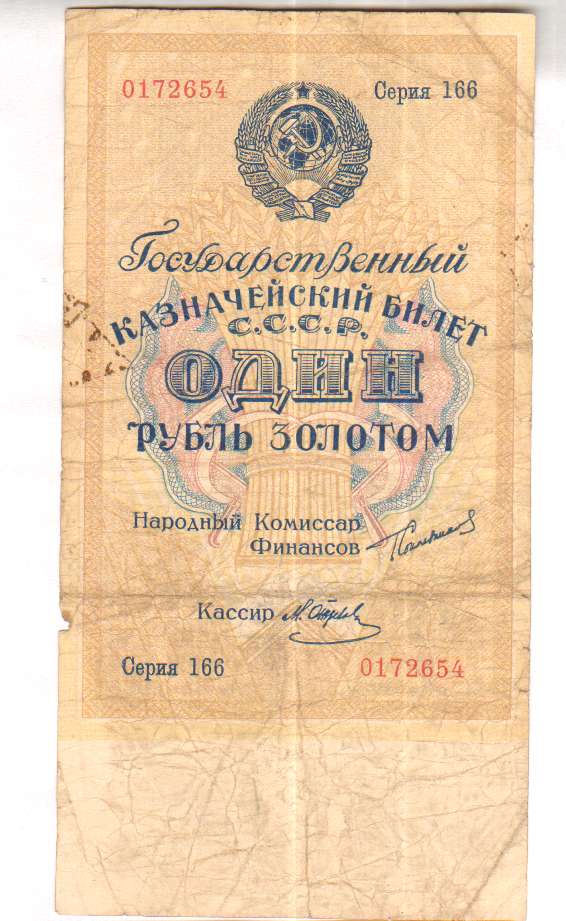 0172654 Серия 166
Государственный
КАЗНАЧЕЙСКИЙ БИЛЕТ
С.С.С.Р.
ОДИН
РУБЛЬ ЗОЛОТОМ
Народный Комиссар
Финансов
Кассир
Серия 166 0172654